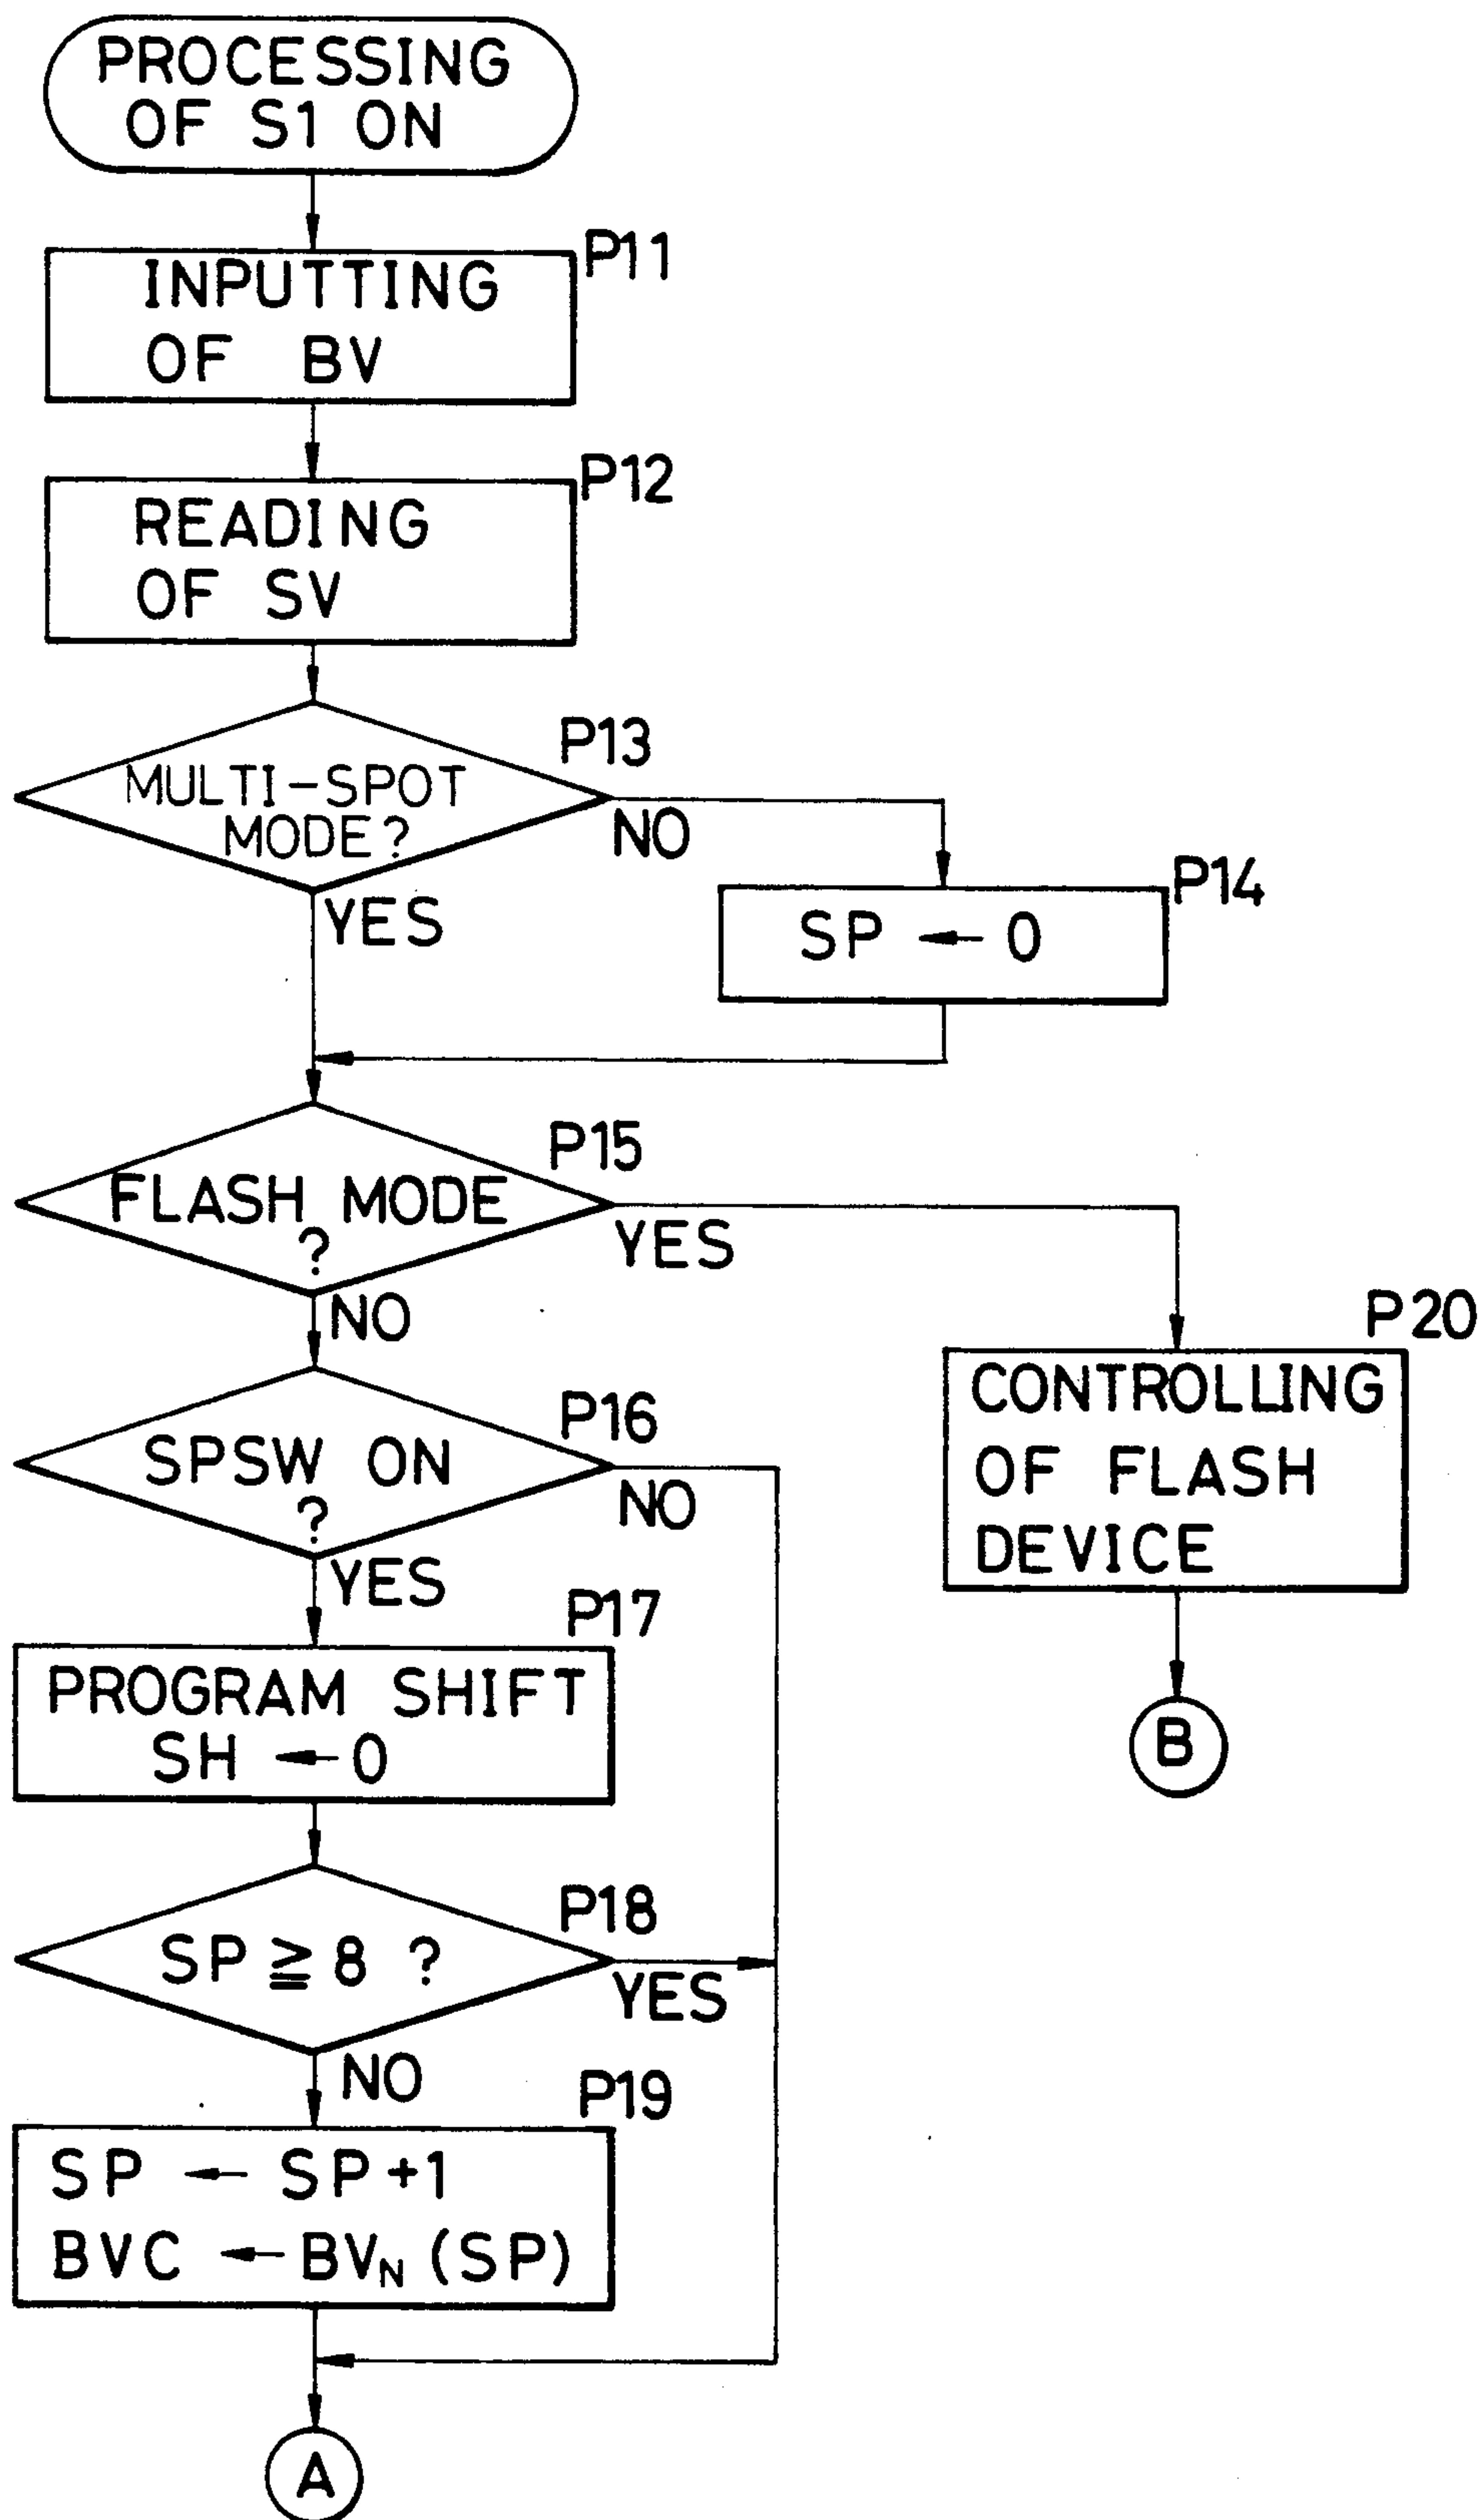 PROCESSING
OF S1 ON
P11
INPUTTING
OF BV
P12
READING
OF SV
P13
MULTI-SPOT
MODE?
NO
YES
P14
SP ← 0
P15
FLASH MODE
?
YES
NO
P20
CONTROLLING
OF FLASH
DEVICE
B
P16
SPSW ON
?
NO
YES
P17
PROGRAM SHIFT
SH ← 0
P18
SP ≧ 8 ?
YES
NO
P19
SP ← SP+1
BVC ← BVN (SP)
A